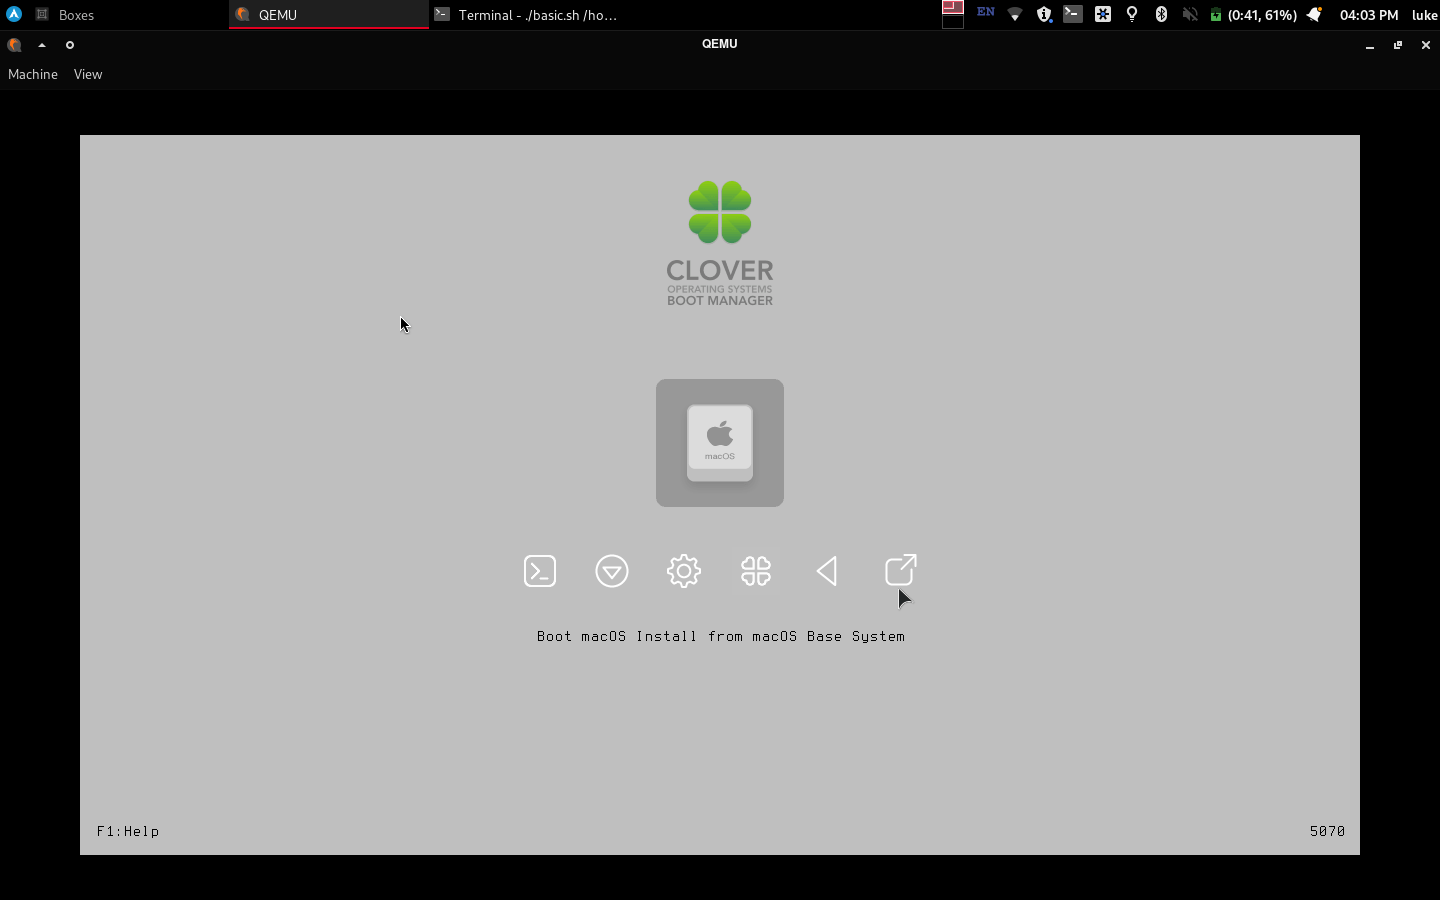 Boxes
QEMU
Terminal - ./basic.sh /ho...
EN
(0:41, 61%)
04:03 PM
luke
QEMU
Machine View
CLOVER
OPERATING SYSTEMS
BOOT MANAGER
macOS
Boot macOS Install from macOS Base System
F1:Help
5070